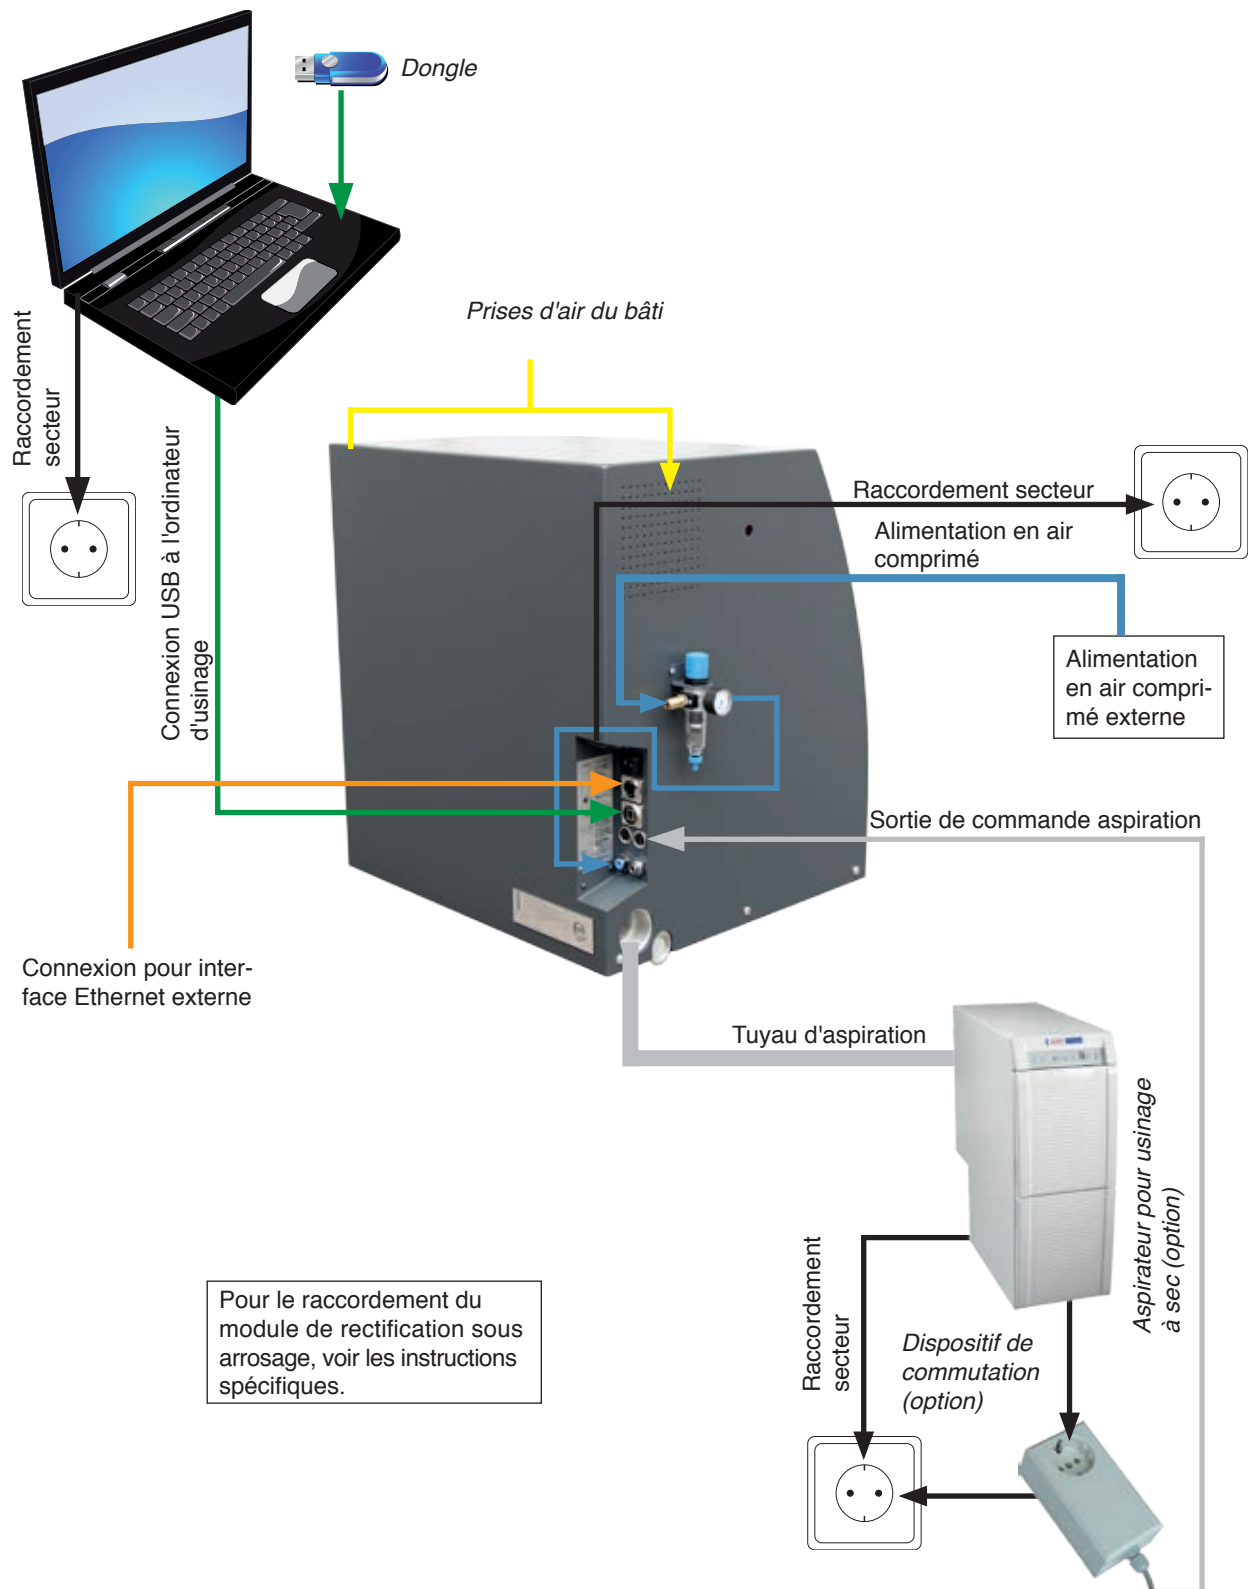 Dongle
Prises d'air du bâti
Raccordement
secteur
Connexion USB à l'ordinateur
d'usinage
Raccordement secteur
Alimentation en air
comprimé
Alimentation
en air compri-
mé externe
Sortie de commande aspiration
Connexion pour inter-
face Ethernet externe
Tuyau d'aspiration
Aspirateur pour usinage
à sec (option)
Raccordement
secteur
Dispositif de
commutation
(option)
Pour le raccordement du
module de rectification sous
arrosage, voir les instructions
spécifiques.